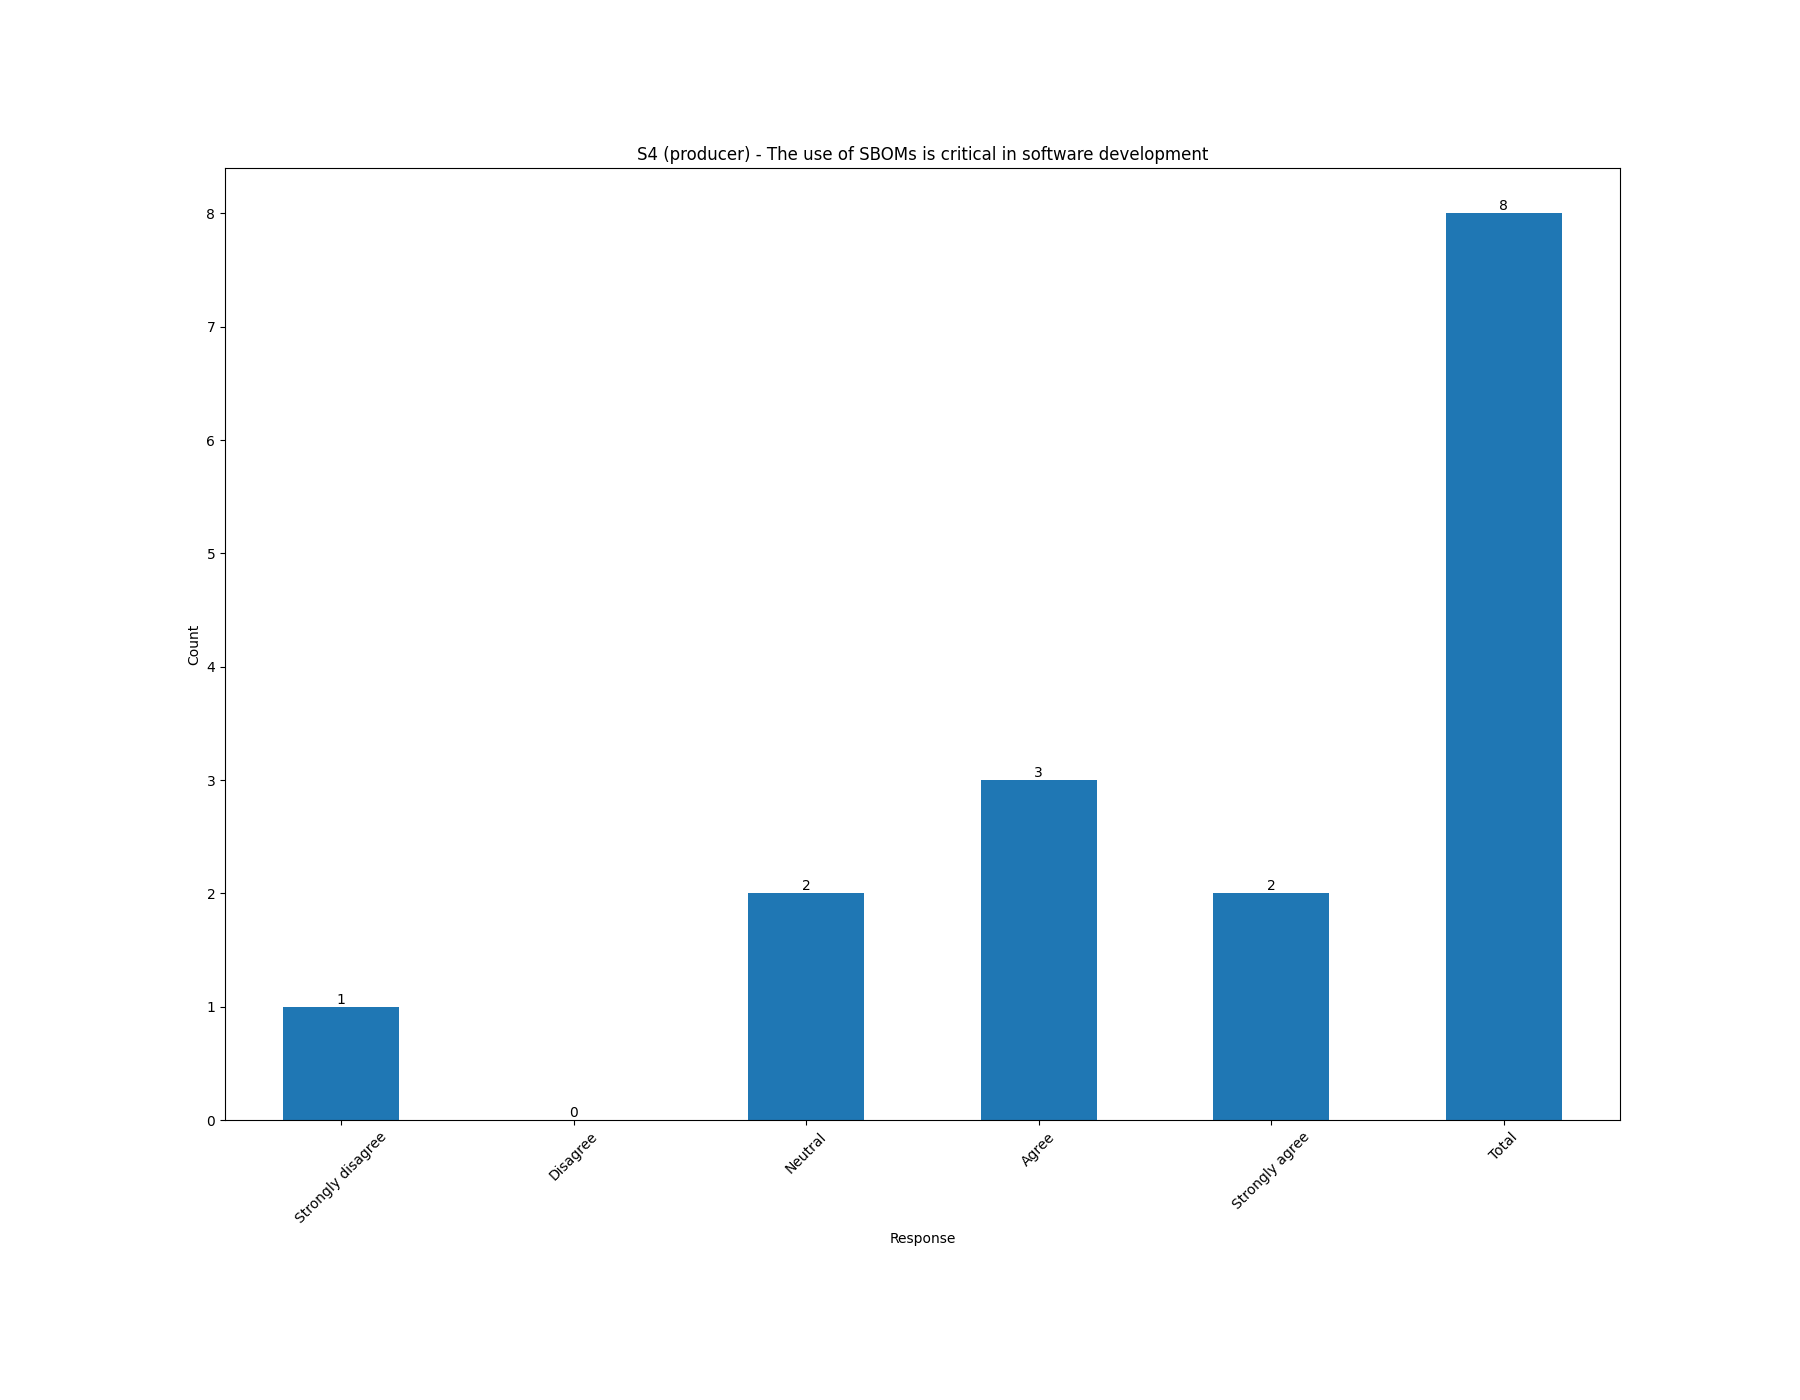 S4 (producer) - The use of SBOMs is critical in software development
8
7
6
5
4
3
2
1
0
Count
1
0
2
3
2
8
Strongly disagree
Disagree
Neutral
Agree
Strongly agree
Total
Response